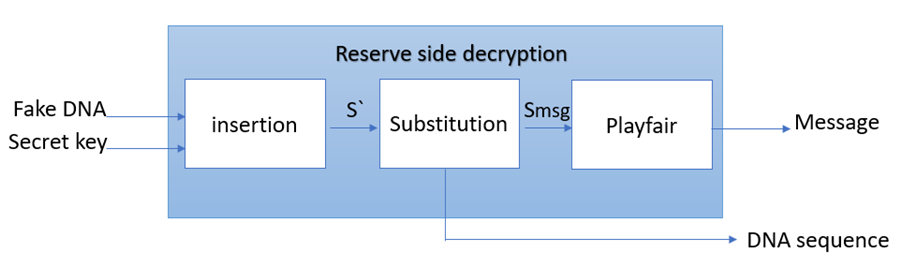 Reserve side decryption
Fake DNA
Secret key
insertion
S`
Substitution
Smsg
Playfair
Message
DNA sequence